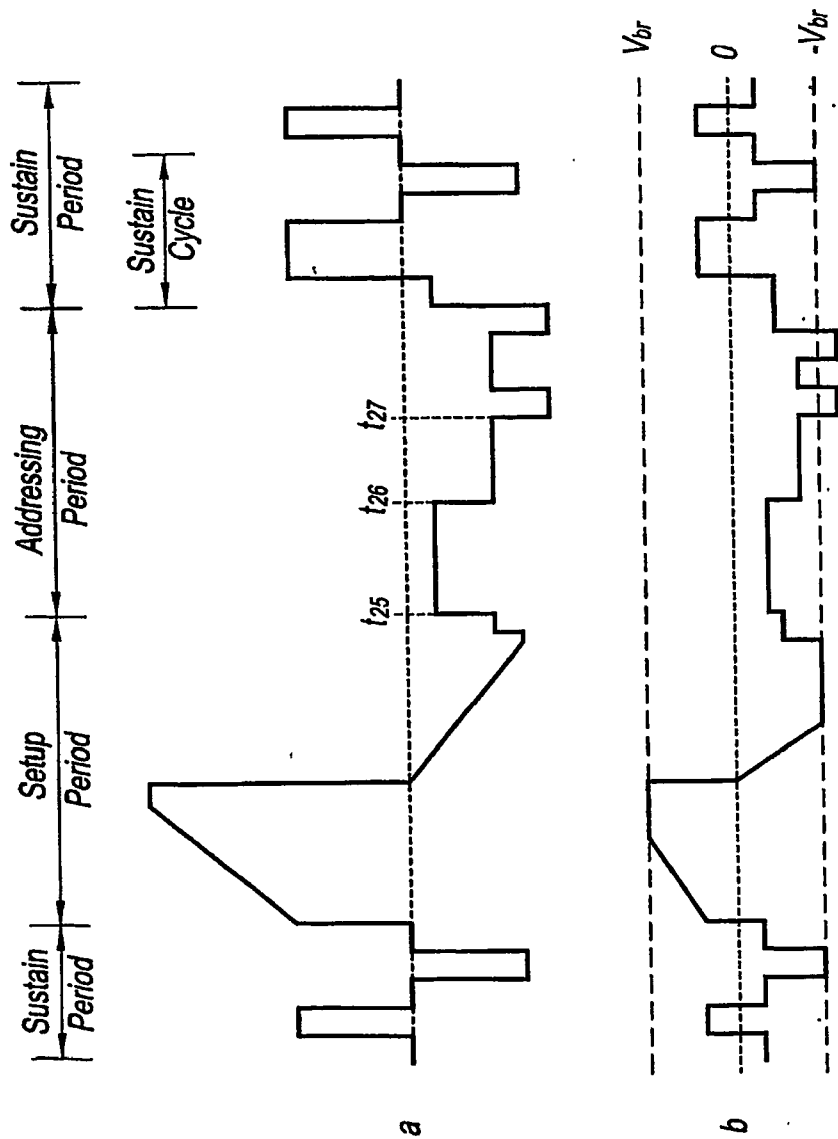 Sustain
Period
Setup
Period
Addressing
Period
Sustain
Period
Sustain
Cycle
t25
t26
t27
a
Vbr
0
-Vbr
b